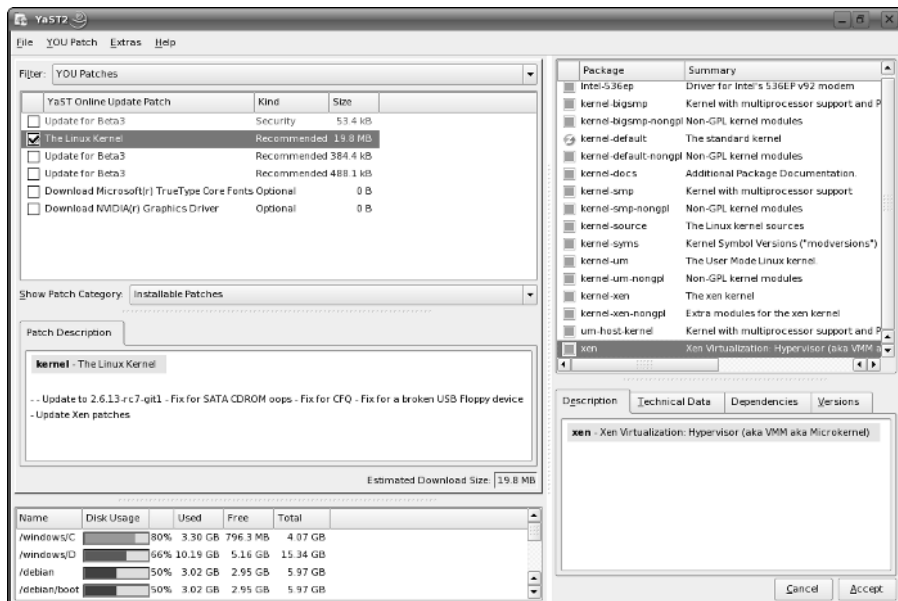 YaST2
File YOU Patch Extras Help
Filter: YOU Patches
YaST Online Update Patch Kind Size
Update for Beta3 Security 53.4 kB
The Linux Kernel Recommended 19.8 MB
Update for Beta3 Recommended 384.4 kB
Update for Beta3 Recommended 488.1 kB
Download Microsoft(r) TrueType Core Fonts Optional 0 B
Download NVIDIA(r) Graphics Driver Optional 0 B
Show Patch Category: Installable Patches
Patch Description
kernel - The Linux Kernel
- - Update to 2.6.13-rc7-git1 - Fix for SATA CDROM oops - Fix for CFQ - Fix for a broken USB Floppy device
- Update Xen patches
Estimated Download Size: 19.8 MB
Name Disk Usage Used Free Total
/windows/C 80% 3.30 GB 796.3 MB 4.07 GB
/windows/D 66% 10.19 GB 5.16 GB 15.34 GB
/debian 50% 3.02 GB 2.95 GB 5.97 GB
/debian/boot 50% 3.02 GB 2.95 GB 5.97 GB
Package Summary
Intel-536ep Driver for Intel's 536EP v92 modem
kernel-bigsmp Kernel with multiprocessor support and P
kernel-bigsmp-nongpl Non-GPL kernel modules
kernel-default The standard kernel
kernel-default-nongpl Non-GPL kernel modules
kernel-docs Additional Package Documentation.
kernel-smp Kernel with multiprocessor support
kernel-smp-nongpl Non-GPL kernel modules
kernel-source The Linux kernel sources
kernel-syms Kernel Symbol Versions ("modversions")
kernel-um The User Mode Linux kernel.
kernel-um-nongpl Non-GPL kernel modules
kernel-xen The xen kernel
kernel-xen-nongpl Extra modules for the xen kernel
um-host-kernel Kernel with multiprocessor support and P
xen Xen Virtualization: Hypervisor (aka VMM a
Description Technical Data Dependencies Versions
xen - Xen Virtualization: Hypervisor (aka VMM aka Microkernel)
Cancel Accept